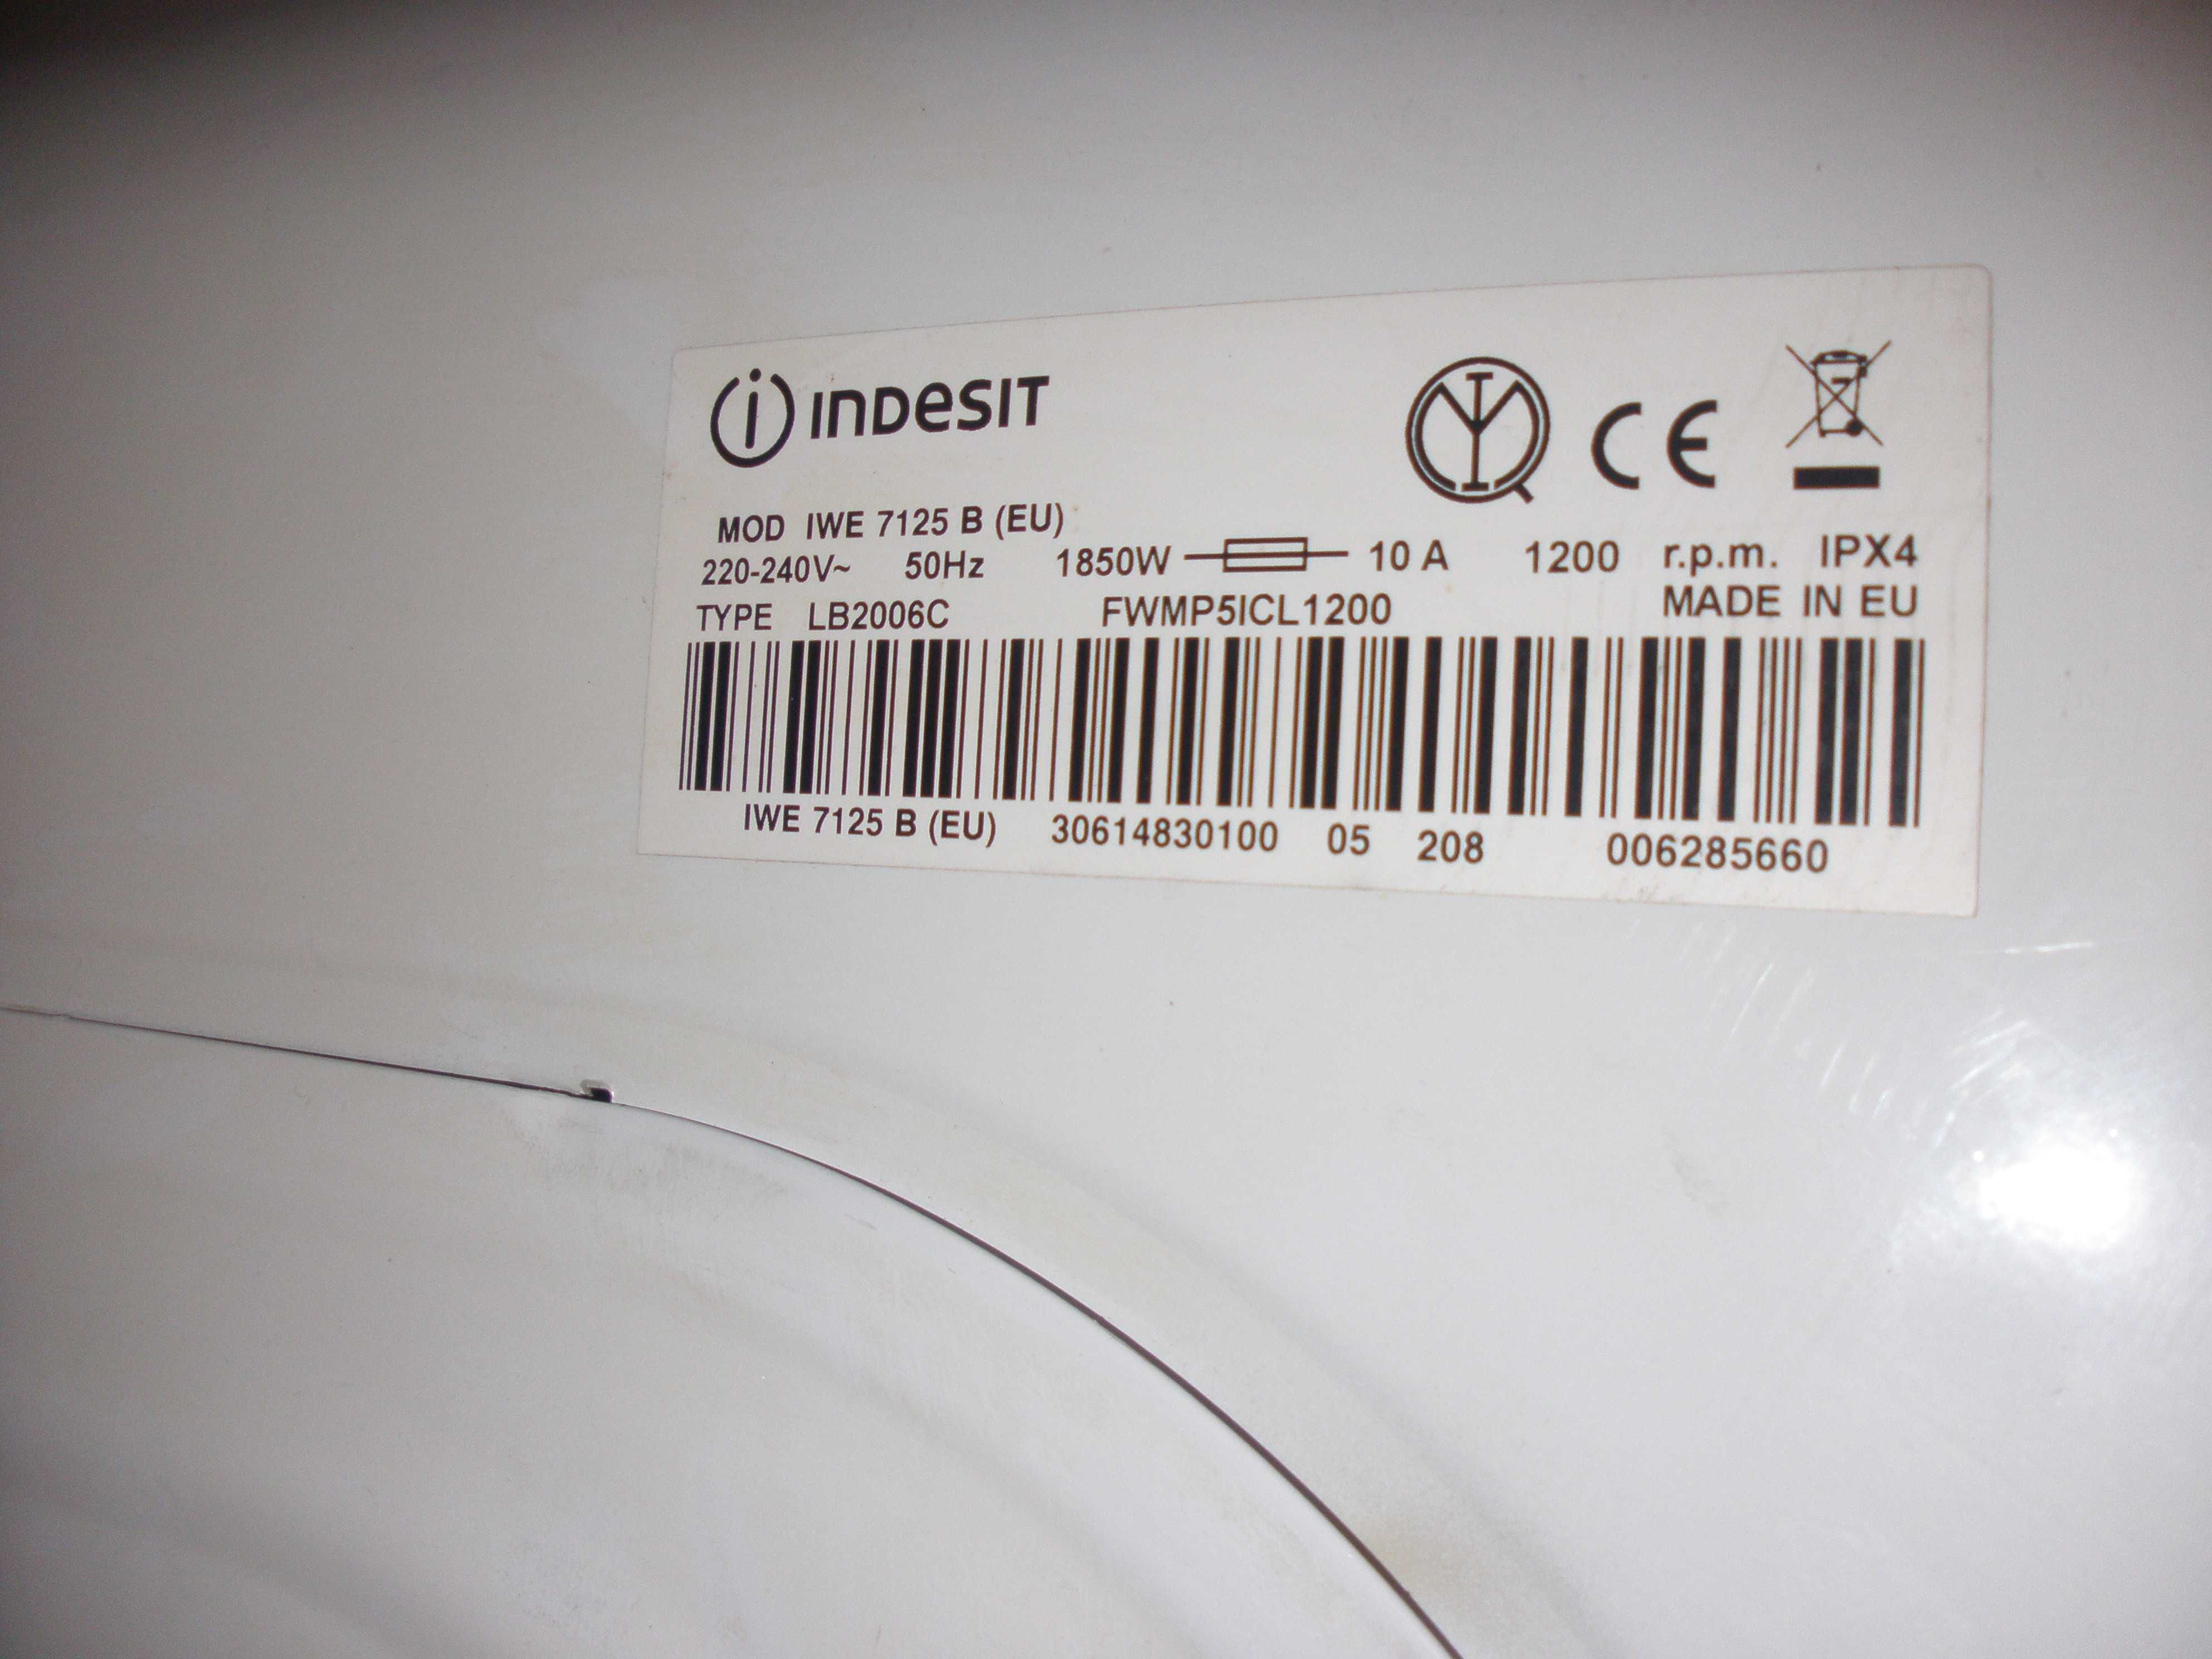 INDESIT
CE
MOD IWE 7125 B (EU)
220-240V~ 50Hz 1850W 10 A 1200 r.p.m. IPX4
TYPE LB2006C FWMP5ICL1200 MADE IN EU
IWE 7125 B (EU) 30614830100 05 208 006285660